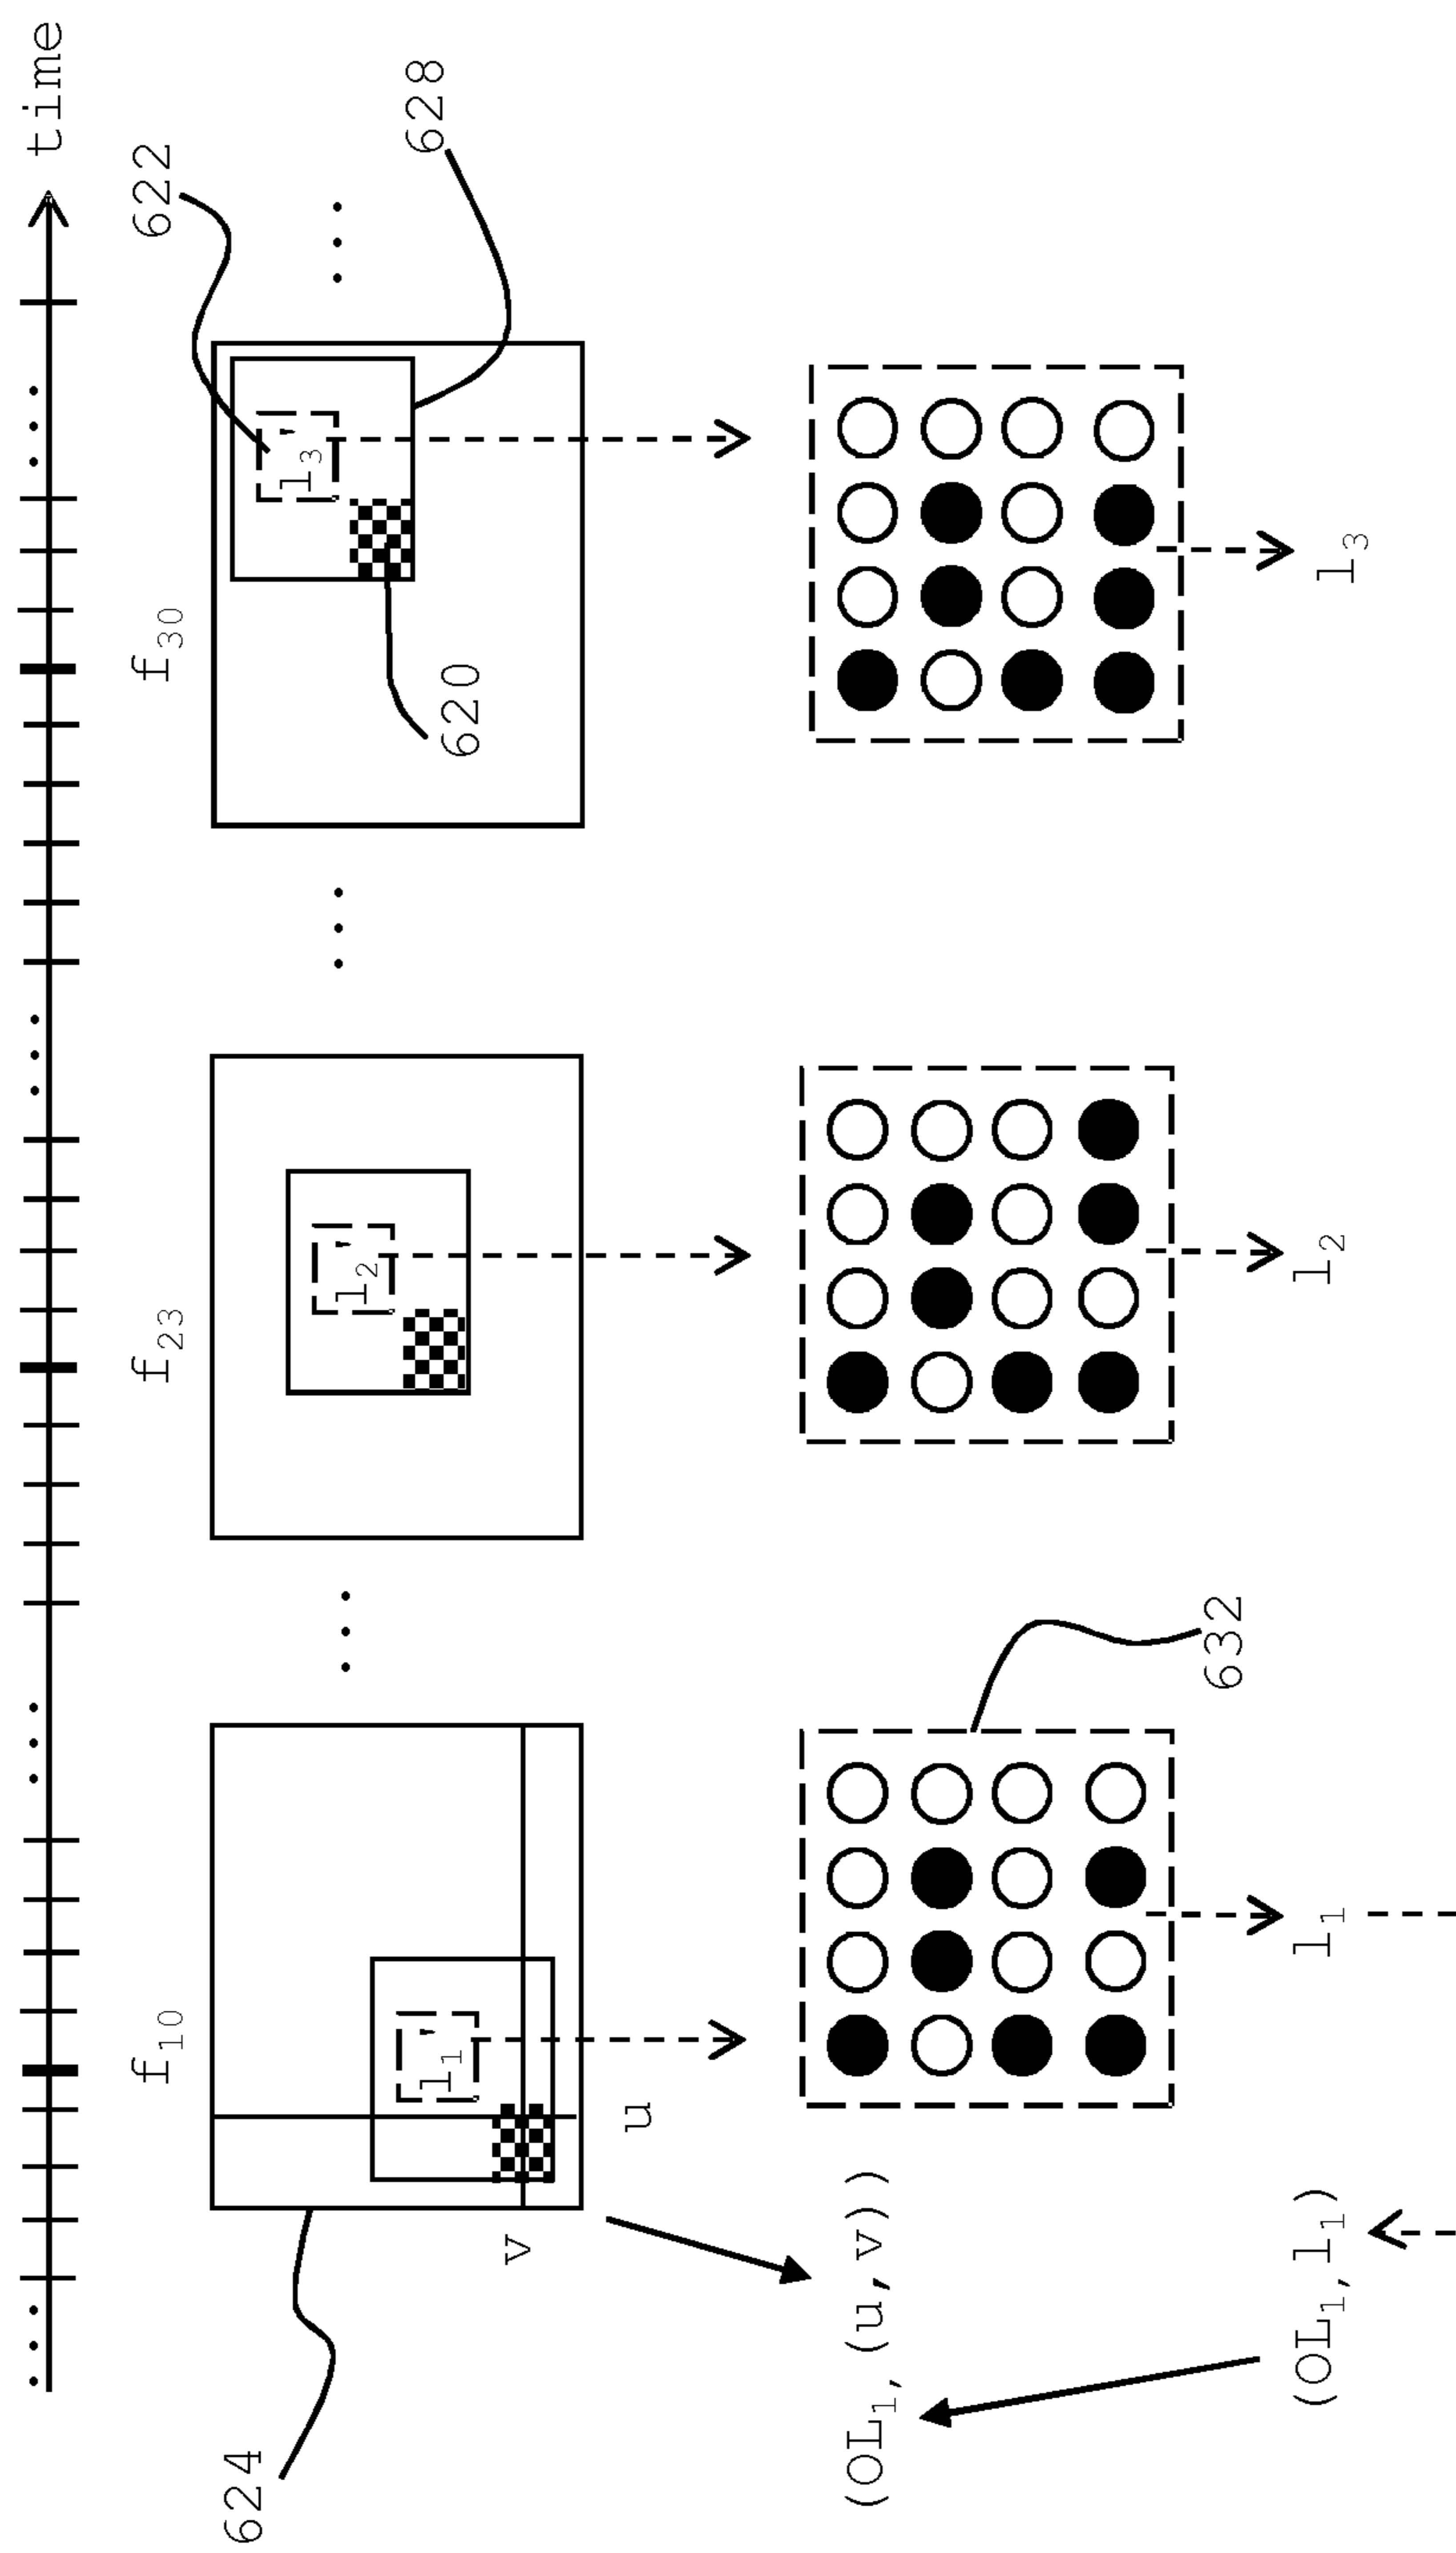 time
f10 f23 f30
622
628
624
l1' l2' l3'
620
v
u
632
(OL1,(u,v))
l1 l2 l3
(OL1,l1)